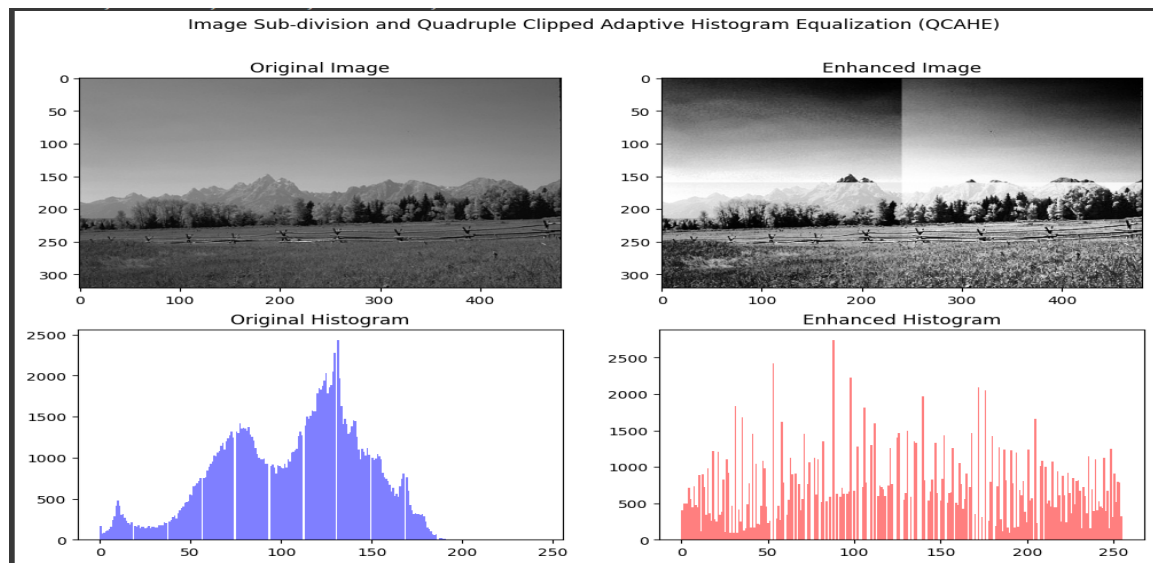 Image Sub-division and Quadruple Clipped Adaptive Histogram Equalization (QCAHE)
Original Image
0
50
100
150
200
250
300
0 100 200 300 400
Enhanced Image
0
50
100
150
200
250
300
0 100 200 300 400
Original Histogram
2500
2000
1500
1000
500
0
0 50 100 150 200 250
Enhanced Histogram
2500
2000
1500
1000
500
0
0 50 100 150 200 250